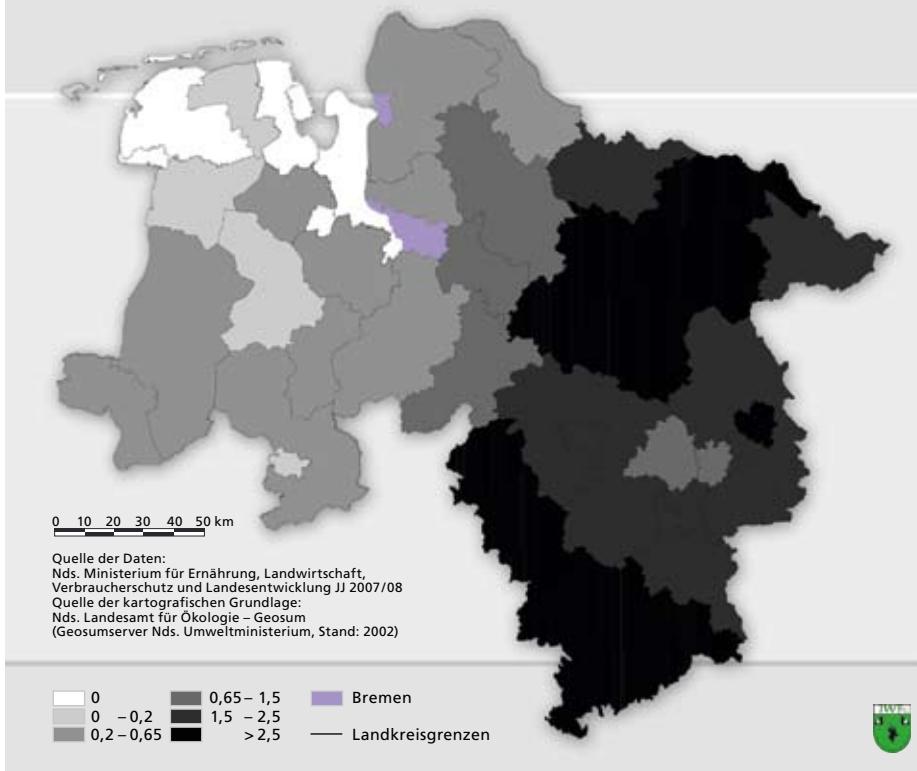 0 10 20 30 40 50 km
Quelle der Daten:
Nds. Ministerium für Ernährung, Landwirtschaft,
Verbraucherschutz und Landesentwicklung JJ 2007/08
Quelle der kartografischen Grundlage:
Nds. Landesamt für Ökologie – Geosum
(Geosumserver Nds. Umweltministerium, Stand: 2002)
0
0 – 0,2
0,2 – 0,65
0,65 – 1,5
1,5 – 2,5
> 2,5
Bremen
Landkreisgrenzen